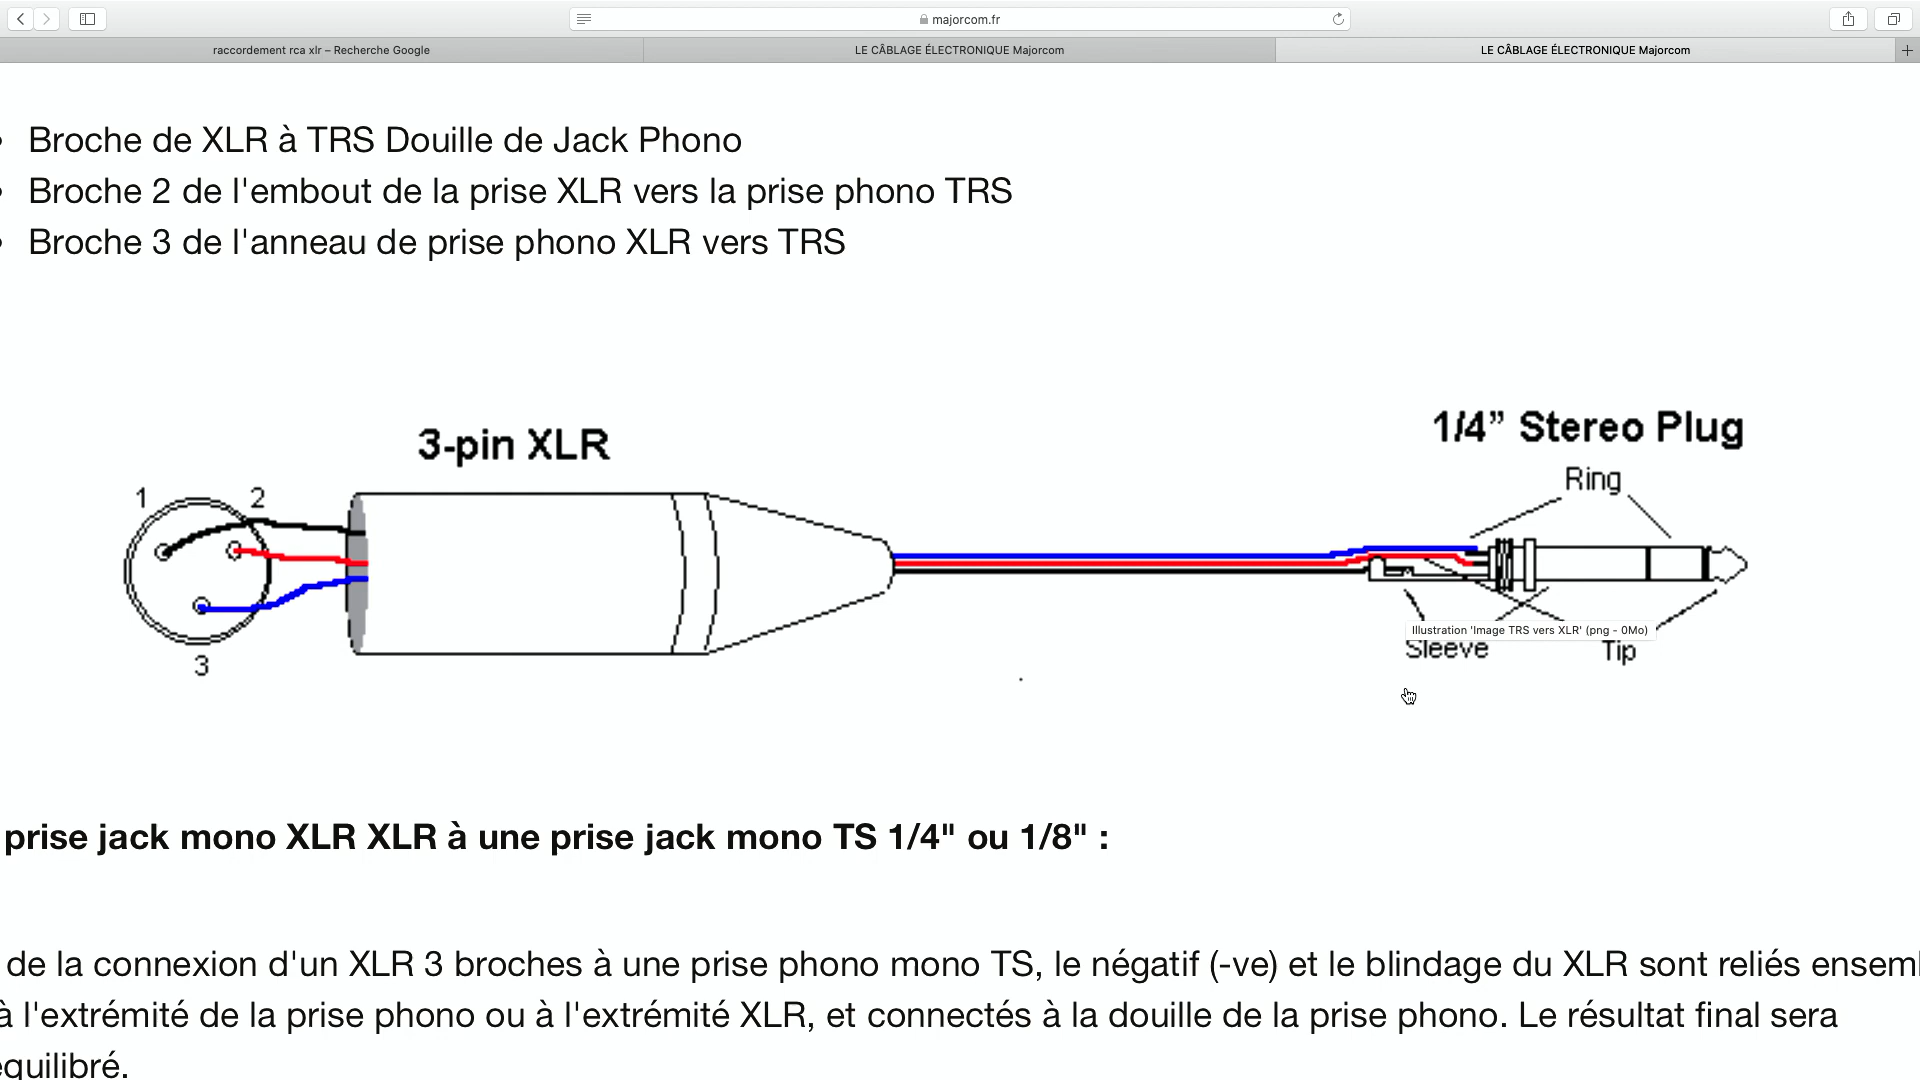 majorcom.fr
raccordement rca xlr – Recherche Google
LE CÂBLAGE ÉLECTRONIQUE Majorcom
LE CÂBLAGE ÉLECTRONIQUE Majorcom
Broche de XLR à TRS Douille de Jack Phono
Broche 2 de l'embout de la prise XLR vers la prise phono TRS
Broche 3 de l'anneau de prise phono XLR vers TRS
1/4” Stereo Plug
3-pin XLR
Ring
1
2
Illustration 'Image TRS vers XLR' (png - 0Mo)
Sleeve
Tip
3
prise jack mono XLR XLR à une prise jack mono TS 1/4" ou 1/8" :
de la connexion d'un XLR 3 broches à une prise phono mono TS, le négatif (-ve) et le blindage du XLR sont reliés
à l'extrémité de la prise phono ou à l'extrémité XLR, et connectés à la douille de la prise phono. Le résultat final sera
équilibré.